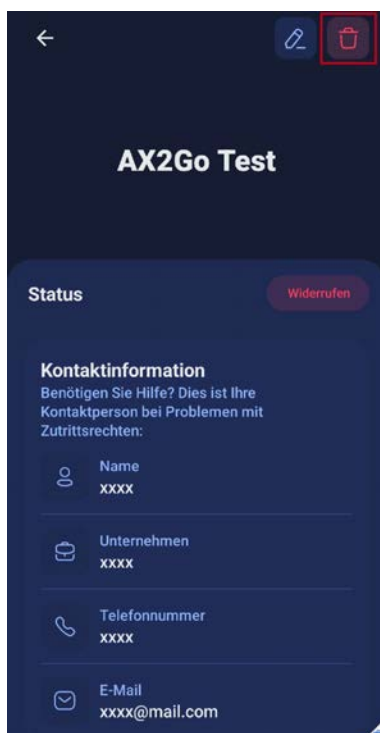 AX2Go Test
Status
Widerrufen
Kontaktinformation
Benötigen Sie Hilfe? Dies ist Ihre
Kontaktperson bei Problemen mit
Zutrittsrechten:
Name
xxxx
Unternehmen
xxxx
Telefonnummer
xxxx
E-Mail
xxxx@mail.com